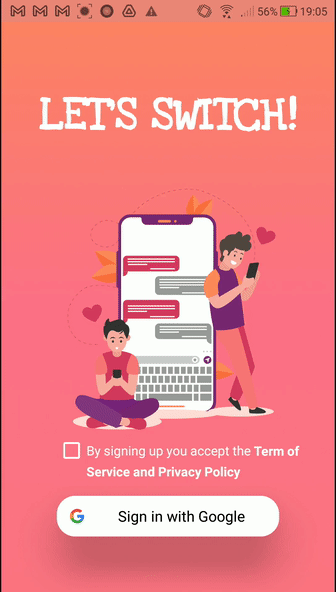 56% 19:05
LET'S SWITCH!
By signing up you accept the Term of
Service and Privacy Policy
Sign in with Google